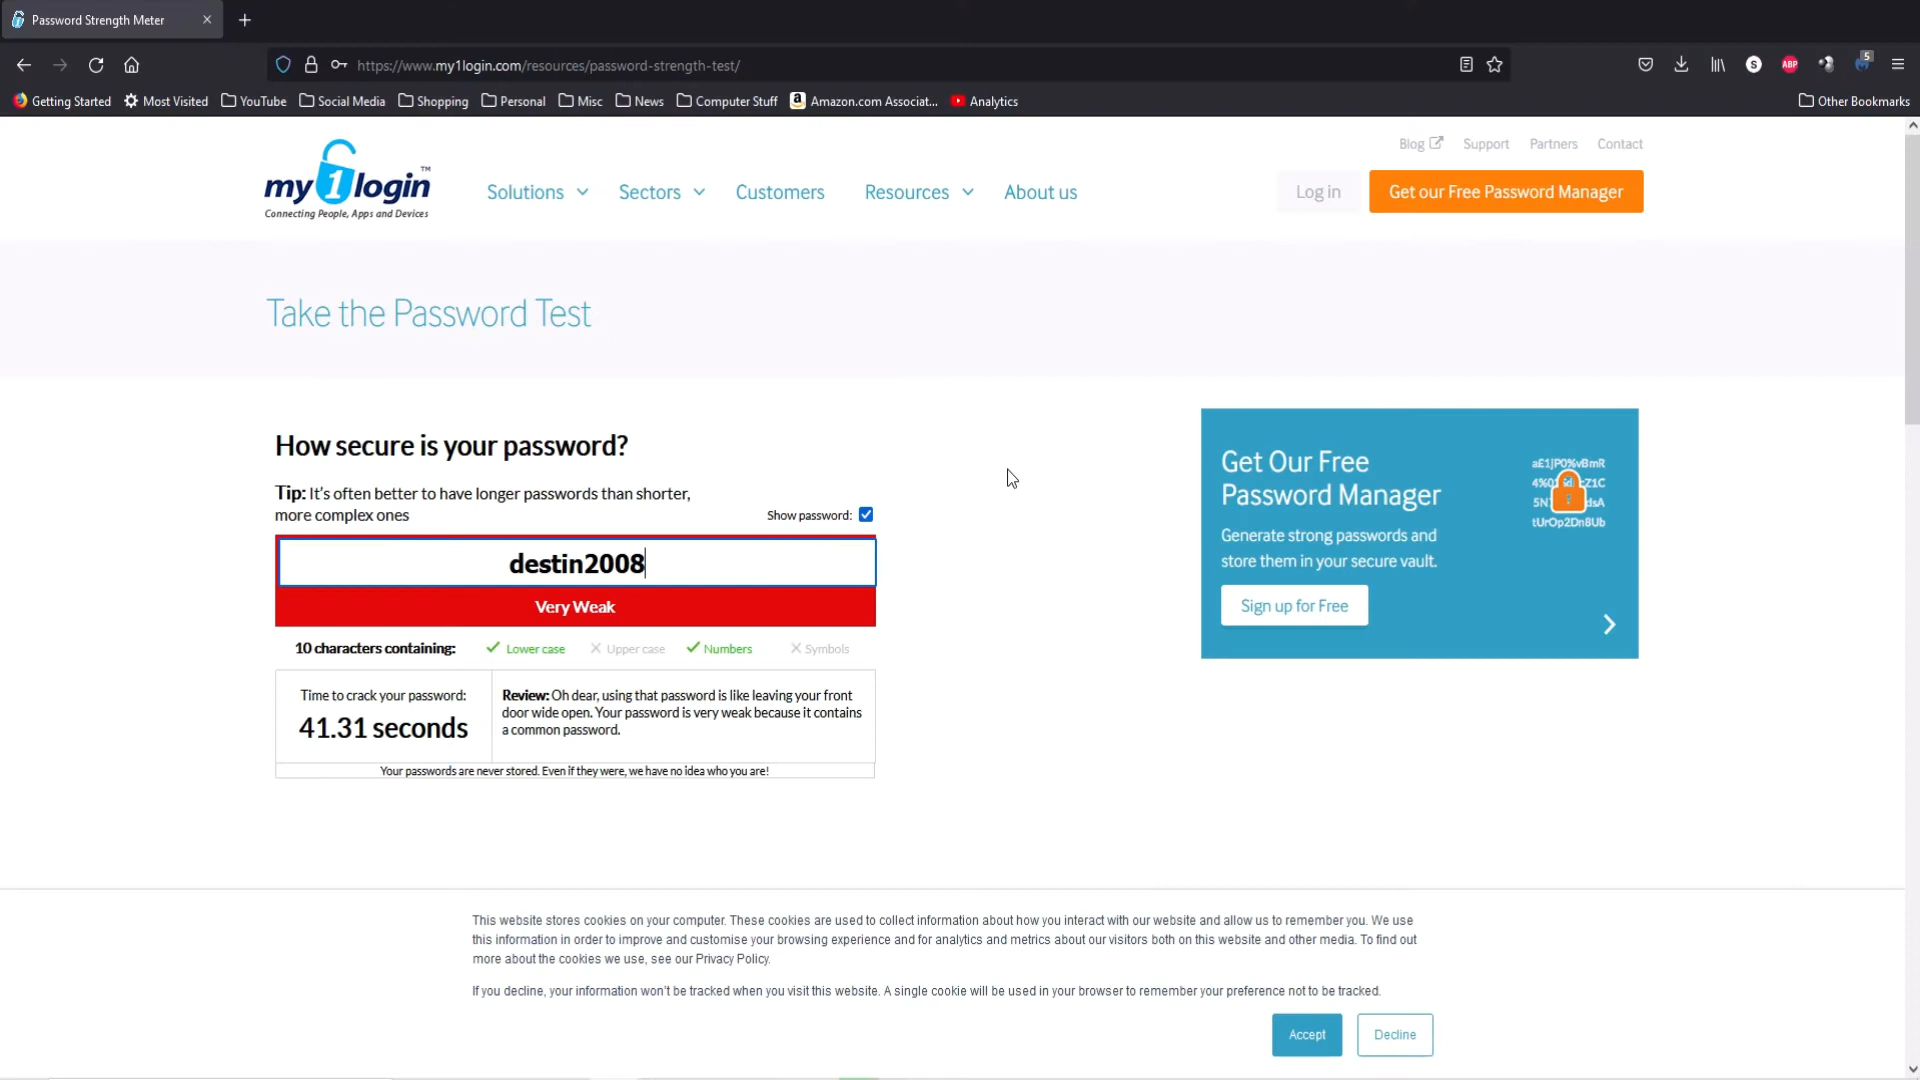 Password Strength Meter
https://www.my1login.com/resources/password-strength-test/
5
S
ABP
Getting Started Most Visited YouTube Social Media Shopping Personal Misc News Computer Stuff Amazon.com Associat... Analytics Other Bookmarks
Blog Support Partners Contact
my1login™
Connecting People, Apps and Devices
Solutions Sectors Customers Resources About us
Log in
Get our Free Password Manager
Take the Password Test
How secure is your password?
Tip: It's often better to have longer passwords than shorter,
more complex ones
Show password:
destin2008
Very Weak
10 characters containing: Lower case Upper case Numbers Symbols
Time to crack your password:
41.31 seconds
Review: Oh dear, using that password is like leaving your front
door wide open. Your password is very weak because it contains
a common password.
Your passwords are never stored. Even if they were, we have no idea who you are!
Get Our Free
Password Manager
Generate strong passwords and
store them in your secure vault.
Sign up for Free
a£1jP0%vBmR
tUrOp2Dn8Ub
This website stores cookies on your computer. These cookies are used to collect information about how you interact with our website and allow us to remember you. We use
this information in order to improve and customise your browsing experience and for analytics and metrics about our visitors both on this website and other media. To find out
more about the cookies we use, see our Privacy Policy.
If you decline, your information won't be tracked when you visit this website. A single cookie will be used in your browser to remember your preference not to be tracked.
Accept
Decline